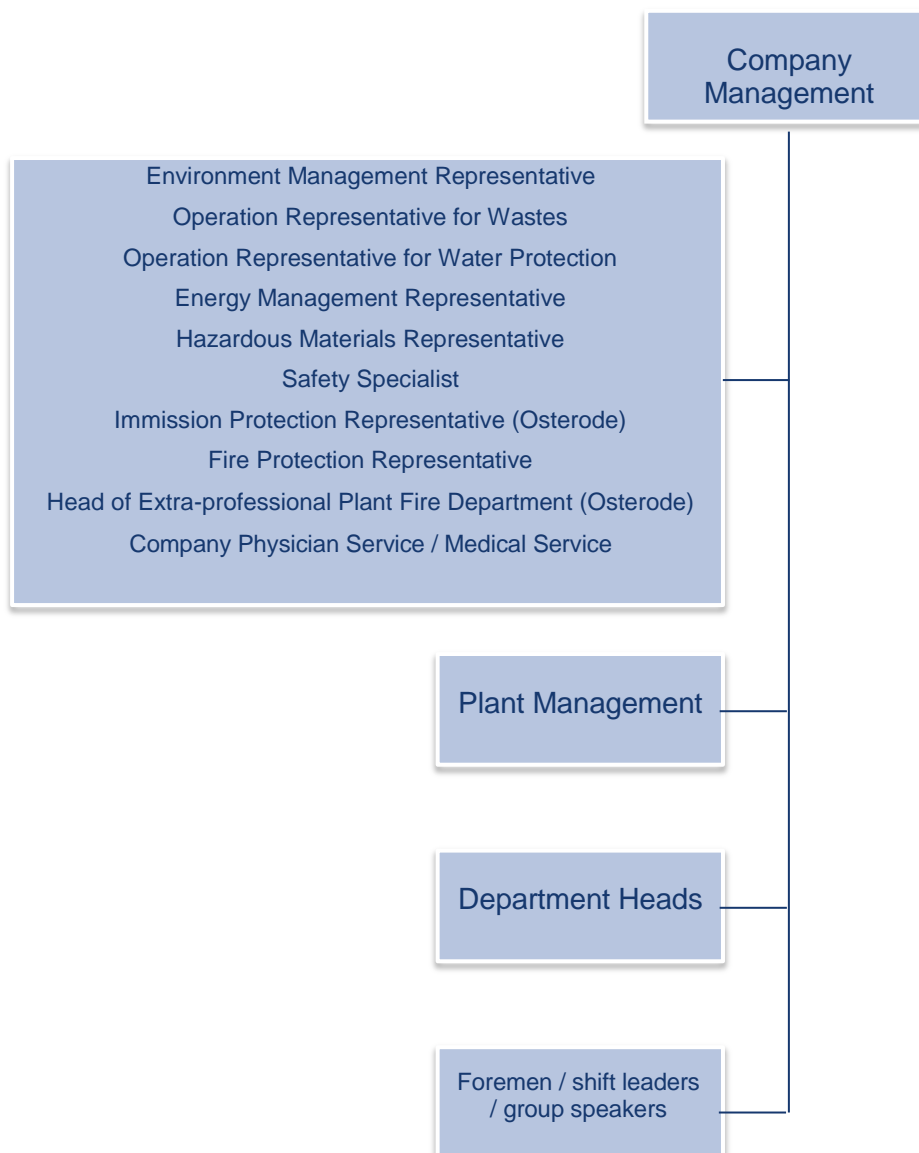 Company
Management
Environment Management Representative
Operation Representative for Wastes
Operation Representative for Water Protection
Energy Management Representative
Hazardous Materials Representative
Safety Specialist
Immission Protection Representative (Osterode)
Fire Protection Representative
Head of Extra-professional Plant Fire Department (Osterode)
Company Physician Service / Medical Service
Plant Management
Department Heads
Foremen / shift leaders
/ group speakers